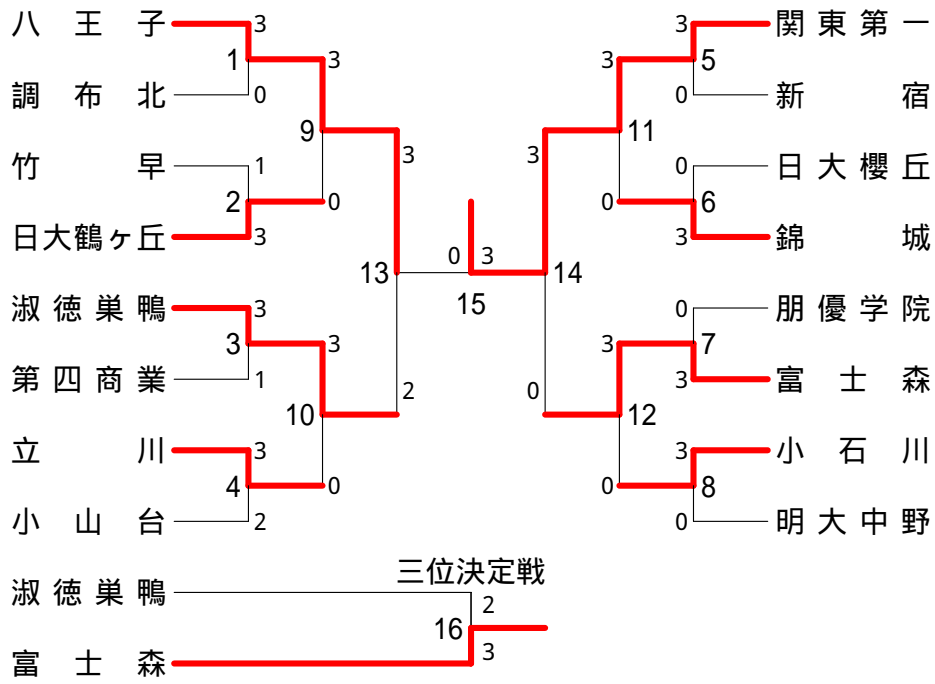 八王子 3 3 関東第一
1 3 3 5
調布北 0 0 新宿
9 11
竹早 1 3 3 0 日大櫻丘
2 0 0 6
日大鶴ヶ丘 3 3 錦城
13 0 3 14
15
淑徳巣鴨 3 0 朋優学院
3 3 3 7
第四商業 1 2 0 3 富士森
10 12
立川 3 3 小石川
4 0 0 8
小山台 2 0 明大中野
三位決定戦
淑徳巣鴨 2
16
富士森 3